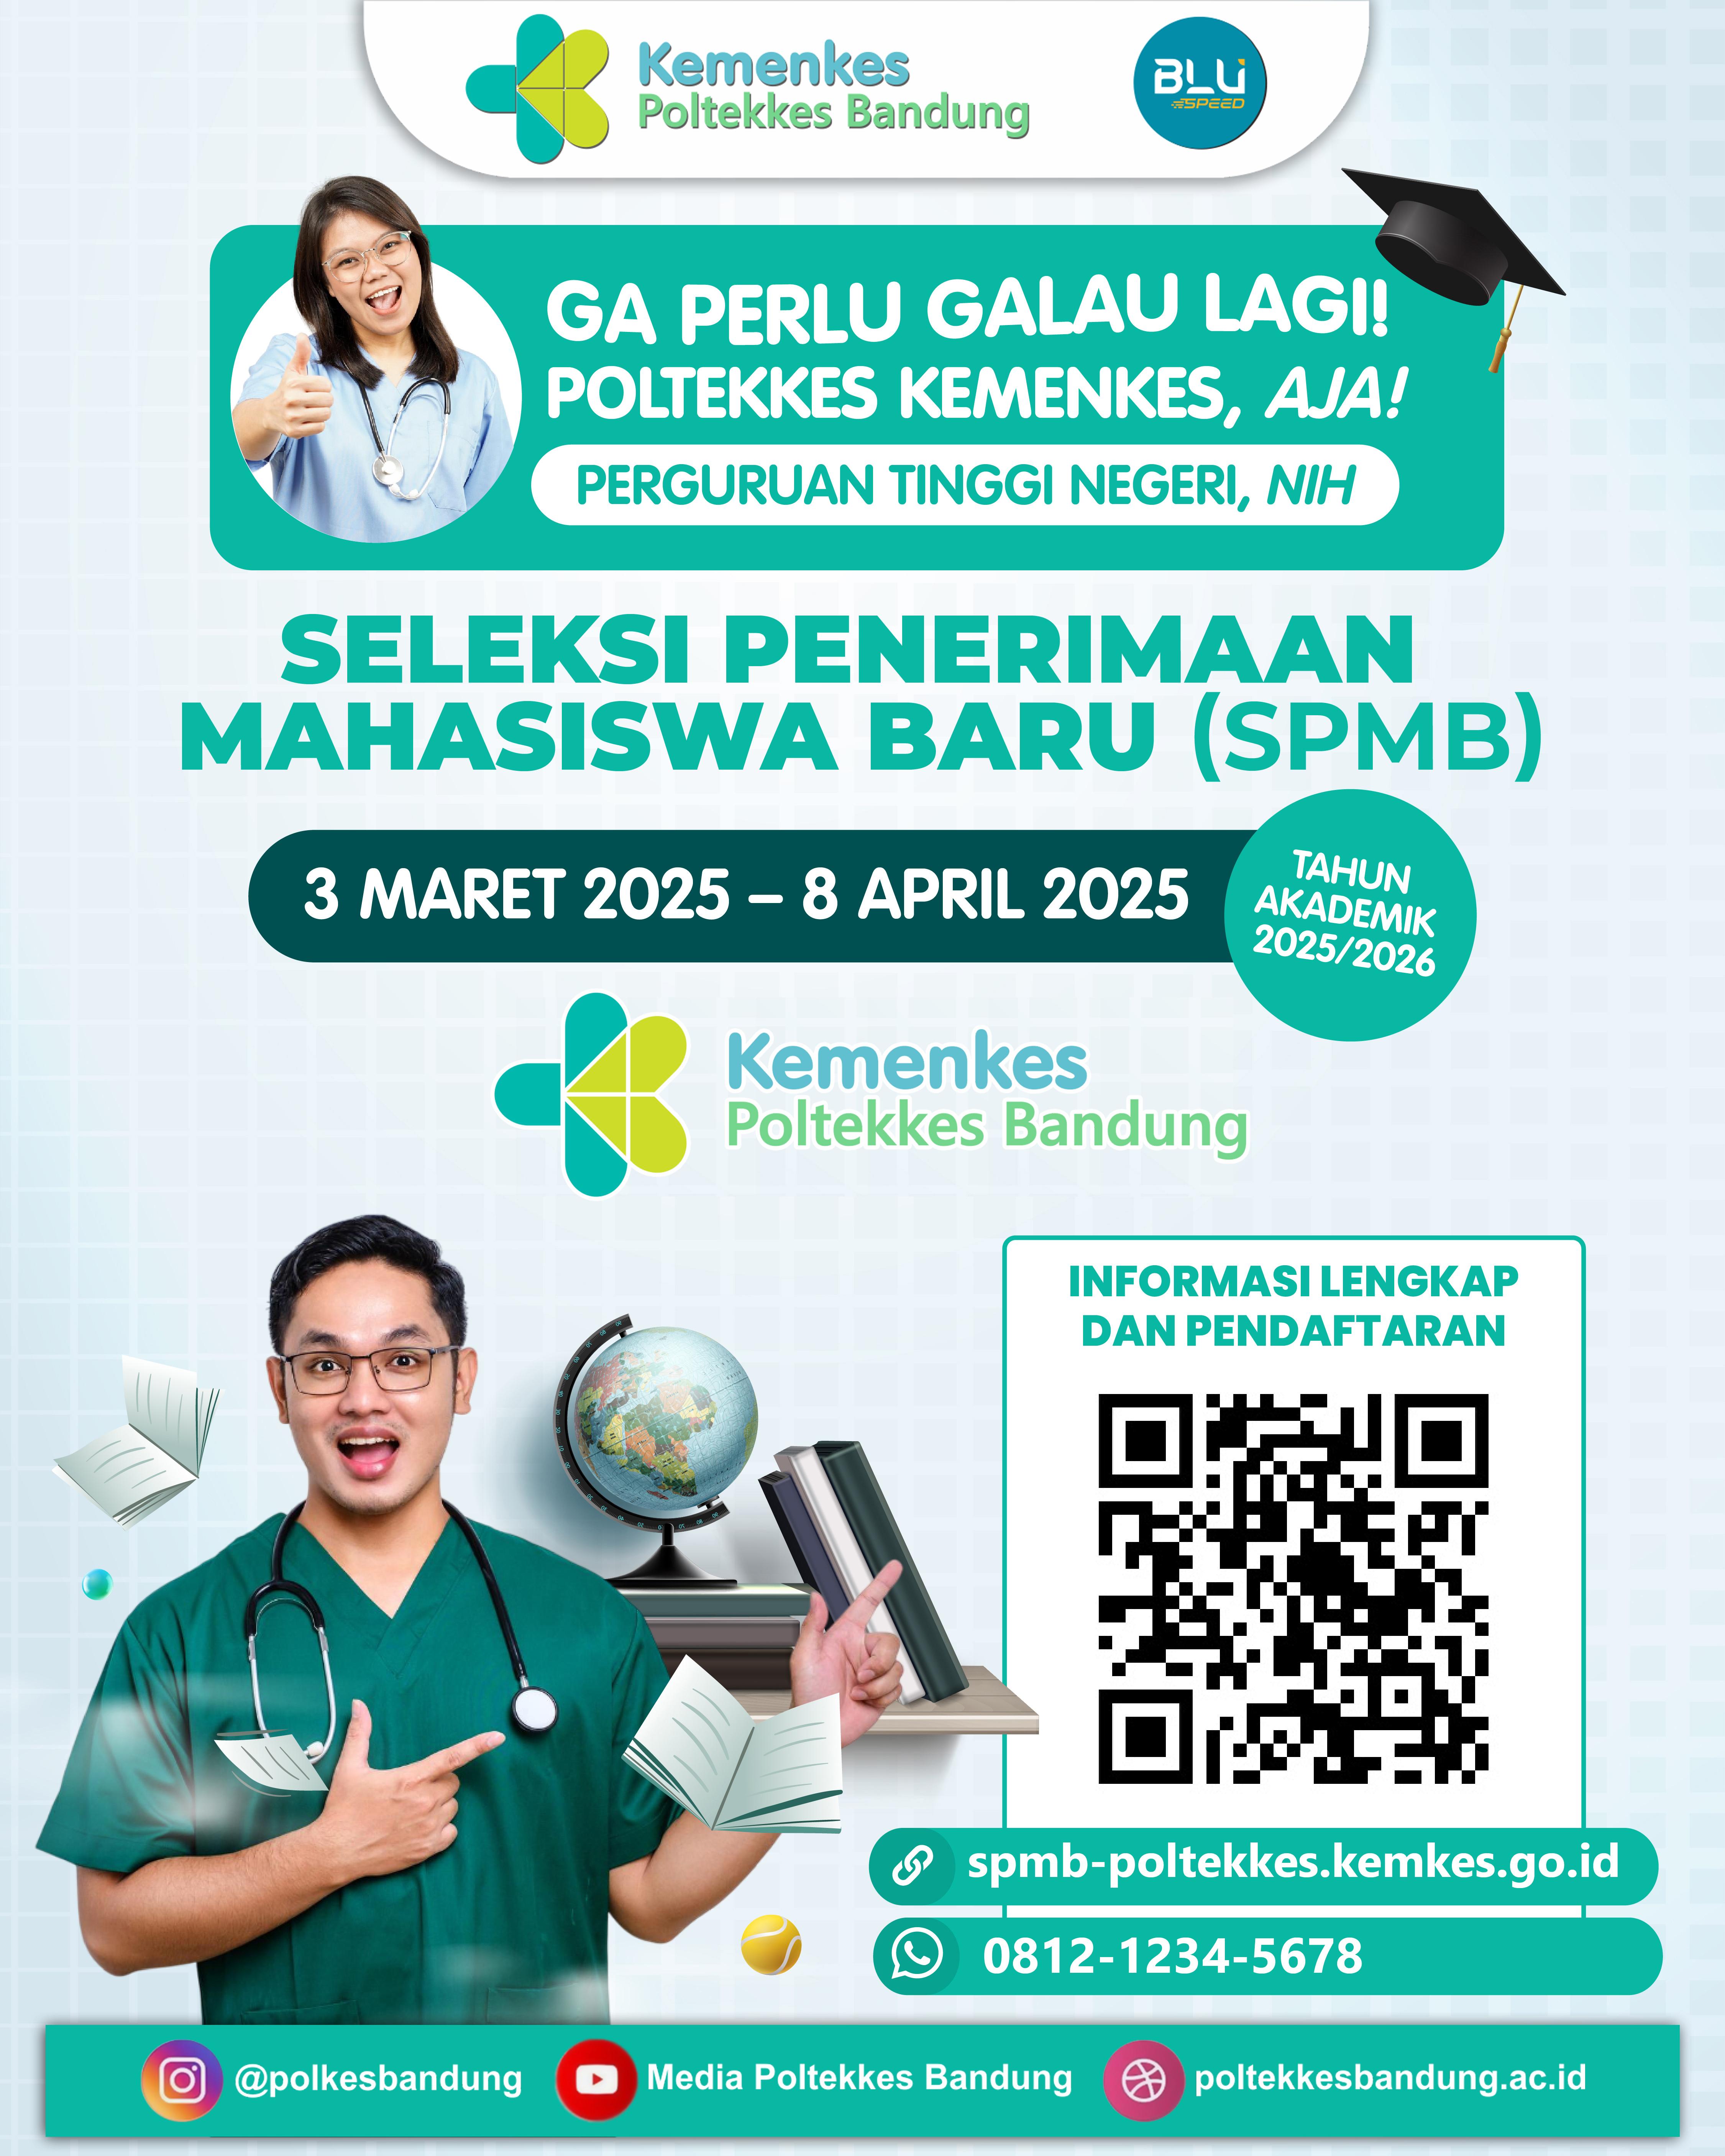 Kemenkes
Poltekkes Bandung
BLU
SPEED
GA PERLU GALAU LAGI!
POLTEKKES KEMENKES, AJA!
PERGURUAN TINGGI NEGERI, NIH
SELEKSI PENERIMAAN
MAHASISWA BARU (SPMB)
3 MARET 2025 – 8 APRIL 2025
TAHUN
AKADEMIK
2025/2026
Kemenkes
Poltekkes Bandung
INFORMASI LENGKAP
DAN PENDAFTARAN
spmb-poltekkes.kemkes.go.id
0812-1234-5678
@polkesbandung
Media Poltekkes Bandung
poltekkesbandung.ac.id